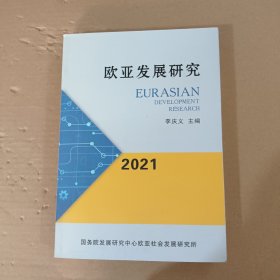 欧亚发展研究
EURASIAN
DEVELOPMENT
RESEARCH
李庆义 主编
2021
国务院发展研究中心欧亚社会发展研究所